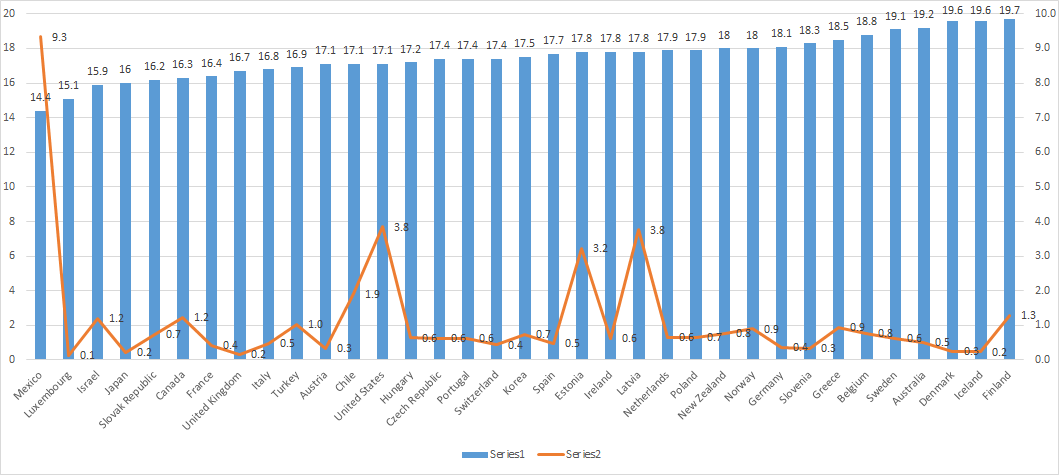 20
18
16
14
12
10
8
6
4
2
0
14.4
15.1
15.9
16
16.2
16.3
16.4
16.7
16.8
16.9
17.1
17.1
17.1
17.2
17.4
17.4
17.4
17.5
17.7
17.8
17.8
17.8
17.9
17.9
18
18
18.1
18.3
18.5
18.8
19.1
19.2
19.6
19.6
19.7
9.3
0.1
1.2
0.2
0.7
1.2
0.4
0.2
0.5
1.0
0.3
1.9
3.8
0.6
0.6
0.6
0.4
0.7
0.5
3.2
0.6
3.8
0.6
0.7
0.8
0.9
0.4
0.3
0.9
0.8
0.6
0.5
0.3
0.2
1.3
10.0
9.0
8.0
7.0
6.0
5.0
4.0
3.0
2.0
1.0
0.0
Mexico
Luxembourg
Israel
Japan
Slovak Republic
Canada
France
United Kingdom
Italy
Turkey
Austria
Chile
United States
Hungary
Czech Republic
Portugal
Switzerland
Korea
Spain
Estonia
Ireland
Latvia
Netherlands
Poland
New Zealand
Norway
Germany
Slovenia
Greece
Belgium
Sweden
Australia
Denmark
Iceland
Finland
Series1
Series2